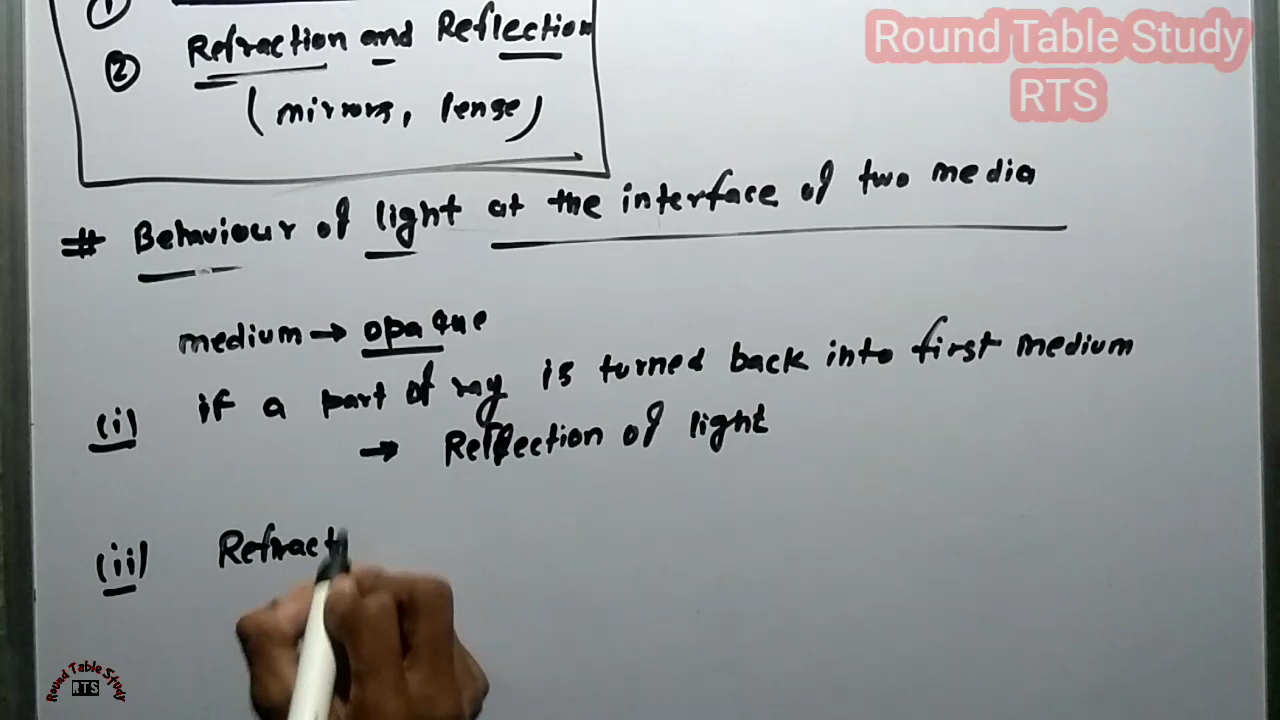 ①
② Refraction and Reflection
(mirrors, lense)
Round Table Study
RTS
# Behaviour of light at the interface of two media
medium → opaque
(i) if a part of ray is turned back into first medium
→ Reflection of light
(ii) Refract
Round Table Study
RTS